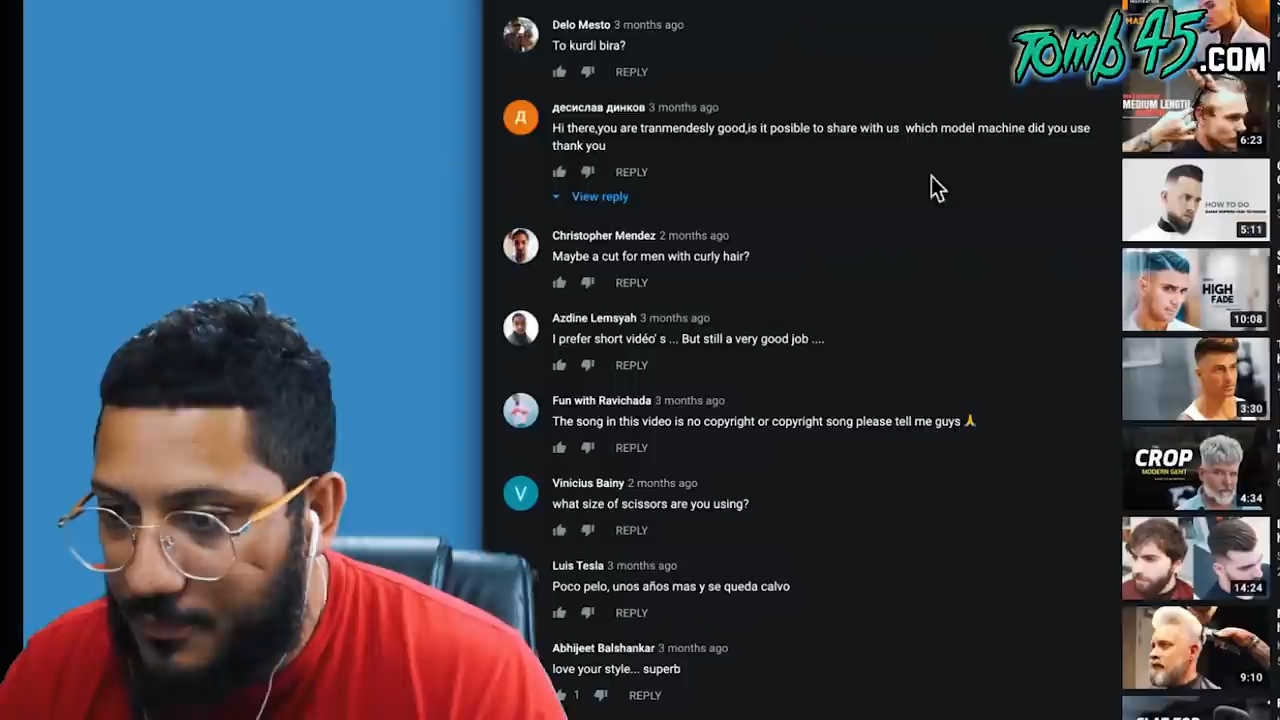 Tomb 45
.COM
Delo Mesto 3 months ago
To kurdi bira?
REPLY
десислав динков 3 months ago
Д
Hi there,you are tranmendesly good,is it posible to share with us which model machine did you use
thank you
REPLY
View reply
Christopher Mendez 2 months ago
Maybe a cut for men with curly hair?
REPLY
Azdine Lemsyah 3 months ago
I prefer short vidéo' s ... But still a very good job ....
REPLY
Fun with Ravichada 3 months ago
The song in this video is no copyright or copyright song please tell me guys 🙏
REPLY
Vinicius Bainy 2 months ago
V
what size of scissors are you using?
REPLY
Luis Tesla 3 months ago
Poco pelo, unos años mas y se queda calvo
REPLY
Abhijeet Balshankar 3 months ago
love your style... superb
1 REPLY
MEDIUM LENGTH
6:23
HOW TO DO
5:11
HIGH
FADE
10:08
3:30
CROP
MODERN GENT
4:34
14:24
9:10